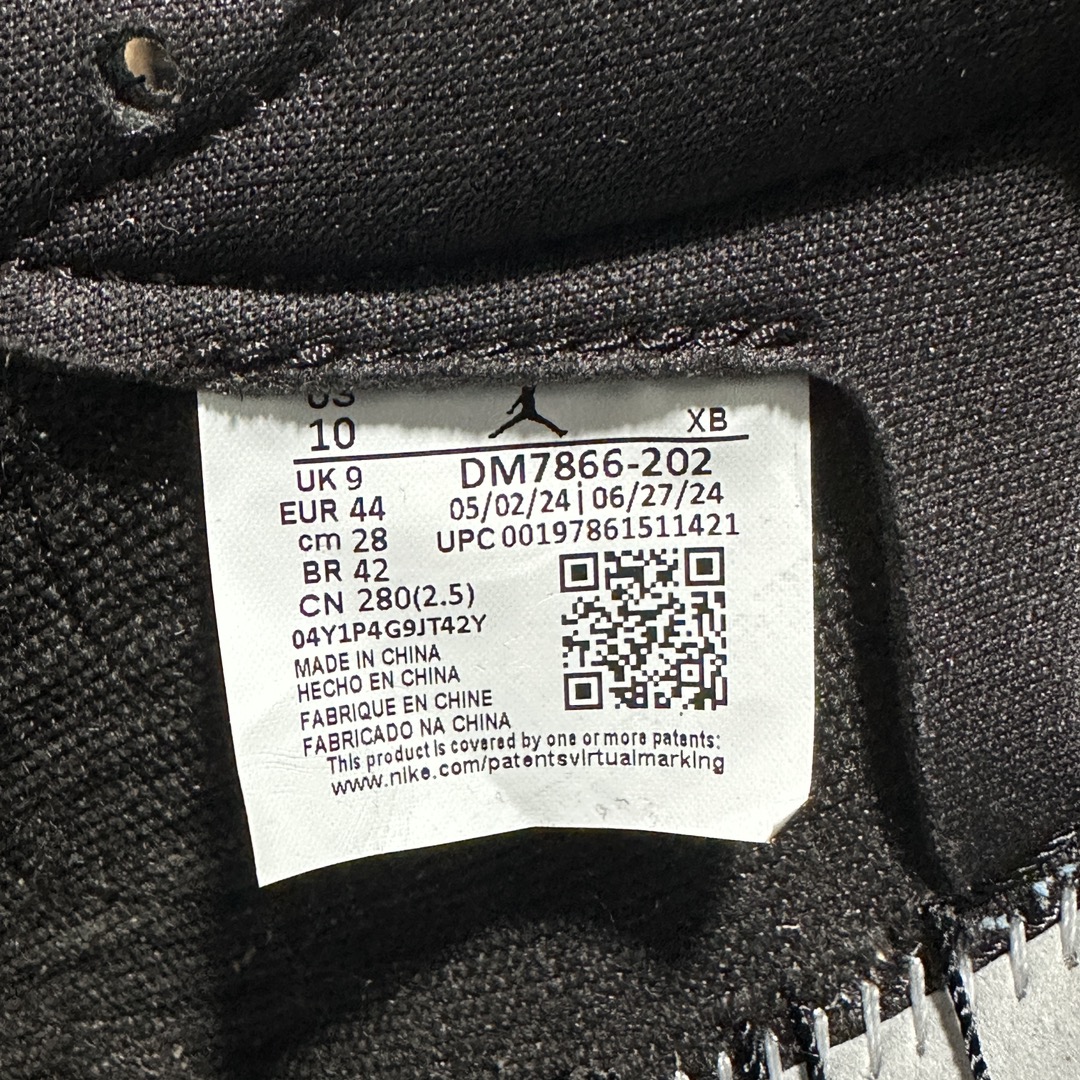 US
10
XB
UK 9
DM7866-202
EUR 44
05/02/24 | 06/27/24
cm 28
UPC 00197861511421
BR 42
CN 280(2.5)
04Y1P4G9JT42Y
MADE IN CHINA
HECHO EN CHINA
FABRIQUE EN CHINE
FABRICADO NA CHINA
This product is covered by one or more patents:
www.nike.com/patentsvirtualmarking